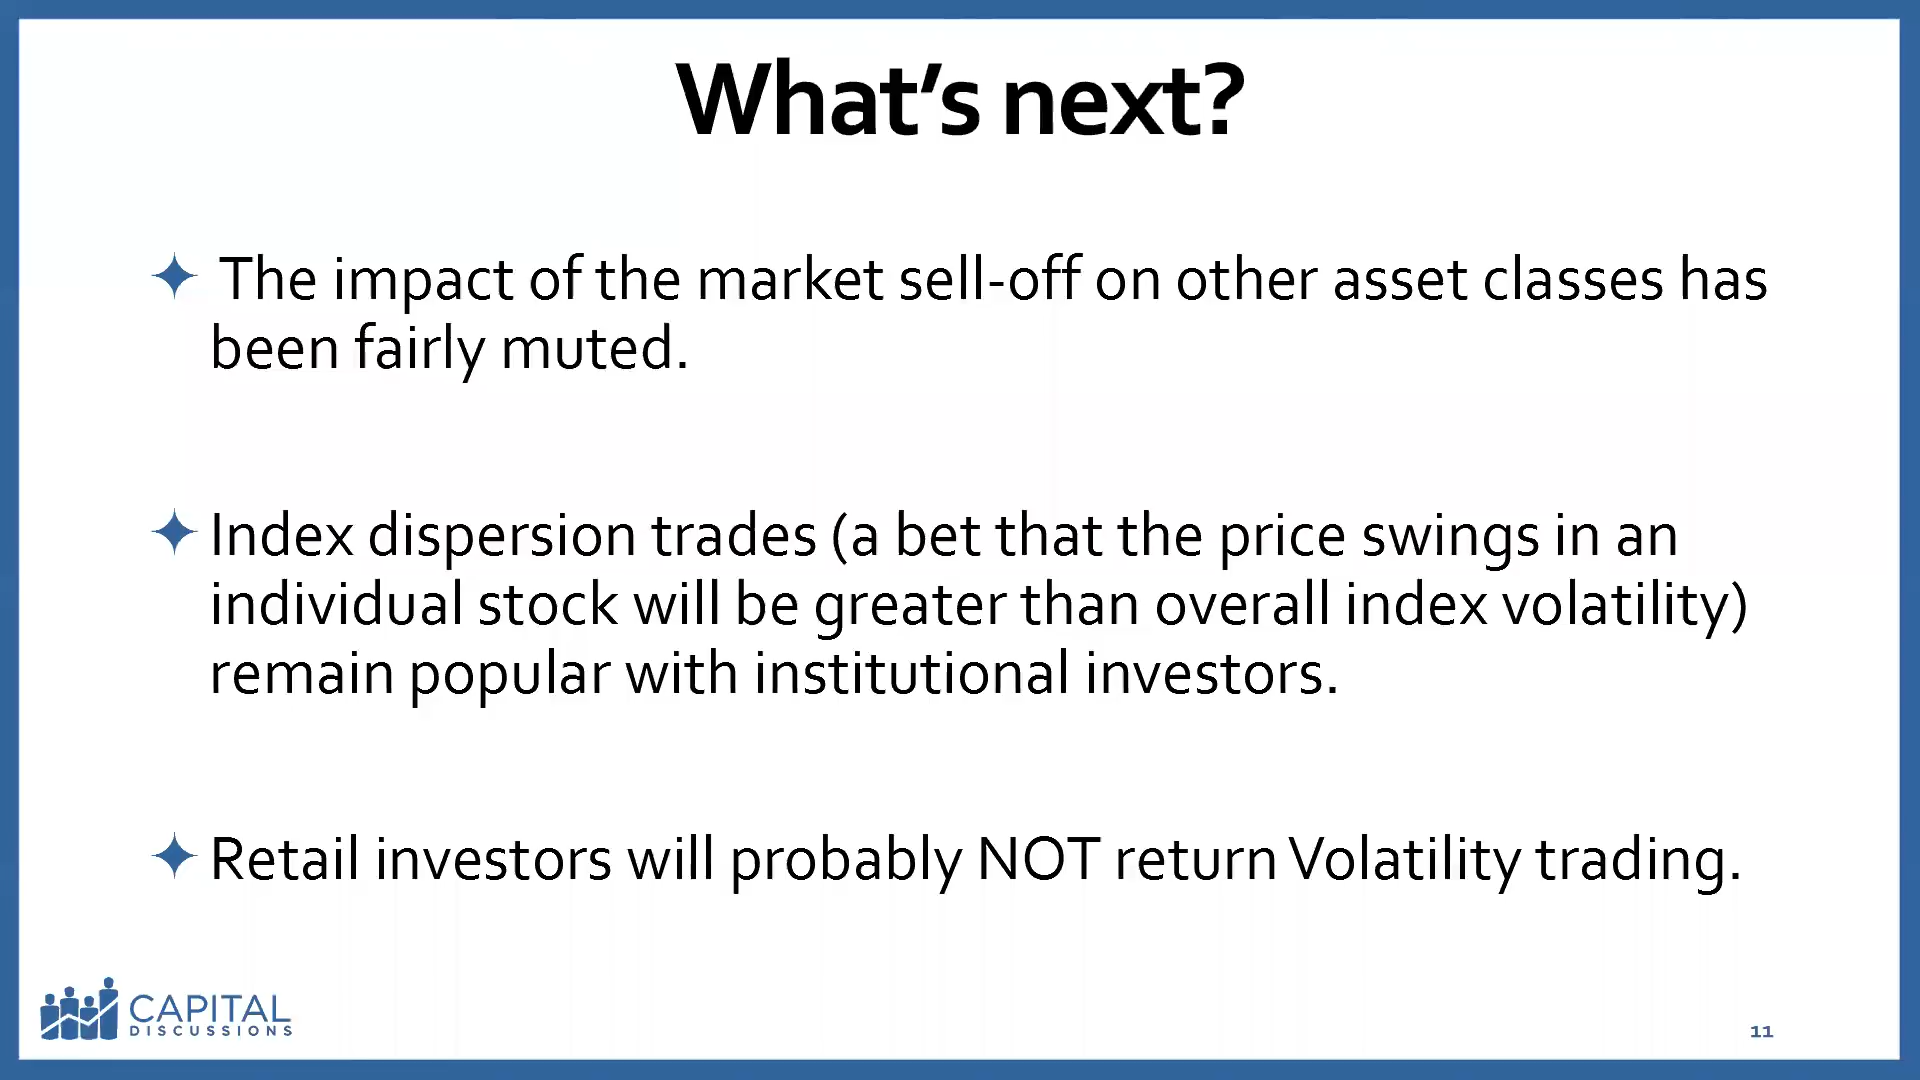 What’s next?
The impact of the market sell-off on other asset classes has
been fairly muted.
Index dispersion trades (a bet that the price swings in an
individual stock will be greater than overall index volatility)
remain popular with institutional investors.
Retail investors will probably NOT return Volatility trading.
CAPITAL
DISCUSSIONS
11